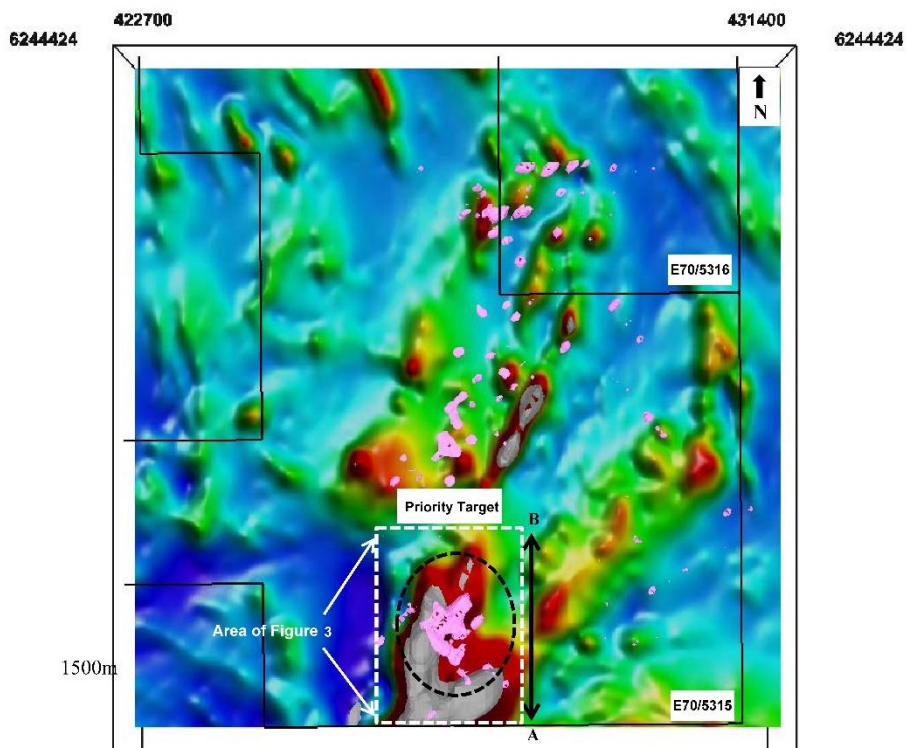 422700
431400
6244424
6244424
N
E70/5316
Priority Target
B
Area of Figure 3
1500m
E70/5315
A